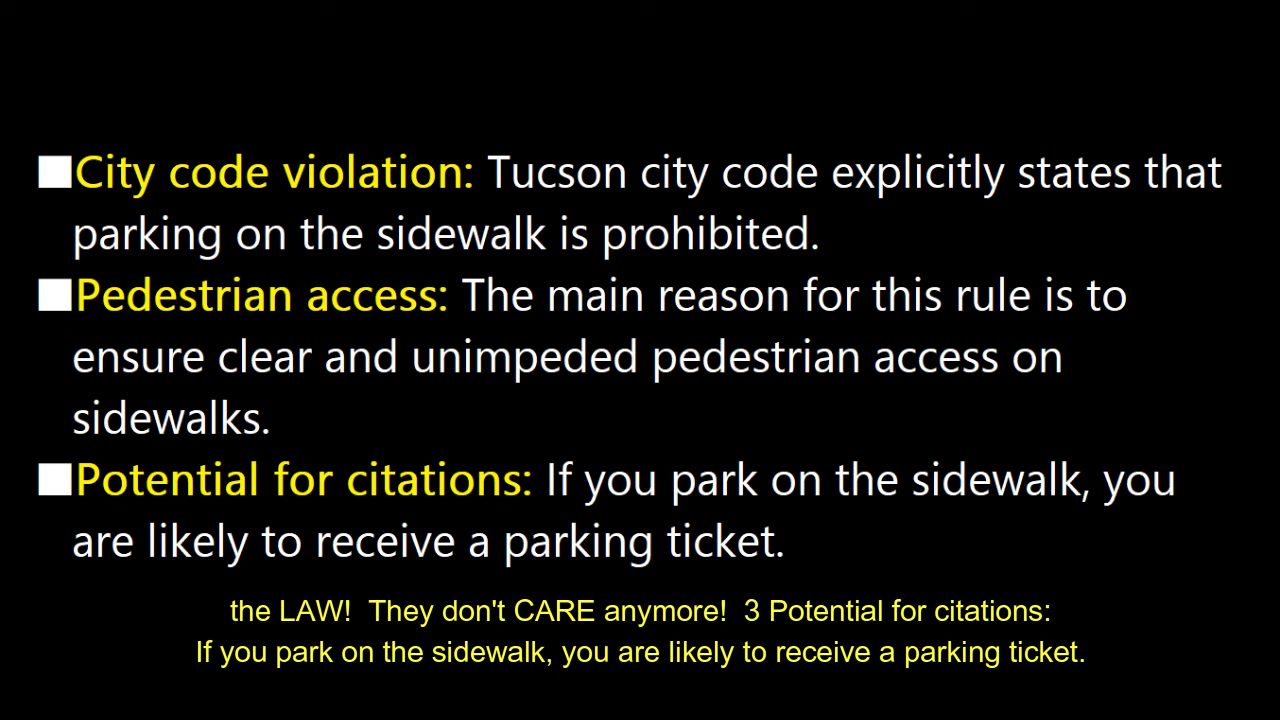 ■City code violation: Tucson city code explicitly states that
parking on the sidewalk is prohibited.
■Pedestrian access: The main reason for this rule is to
ensure clear and unimpeded pedestrian access on
sidewalks.
■Potential for citations: If you park on the sidewalk, you
are likely to receive a parking ticket.
the LAW!  They don't CARE anymore!  3 Potential for citations:
If you park on the sidewalk, you are likely to receive a parking ticket.